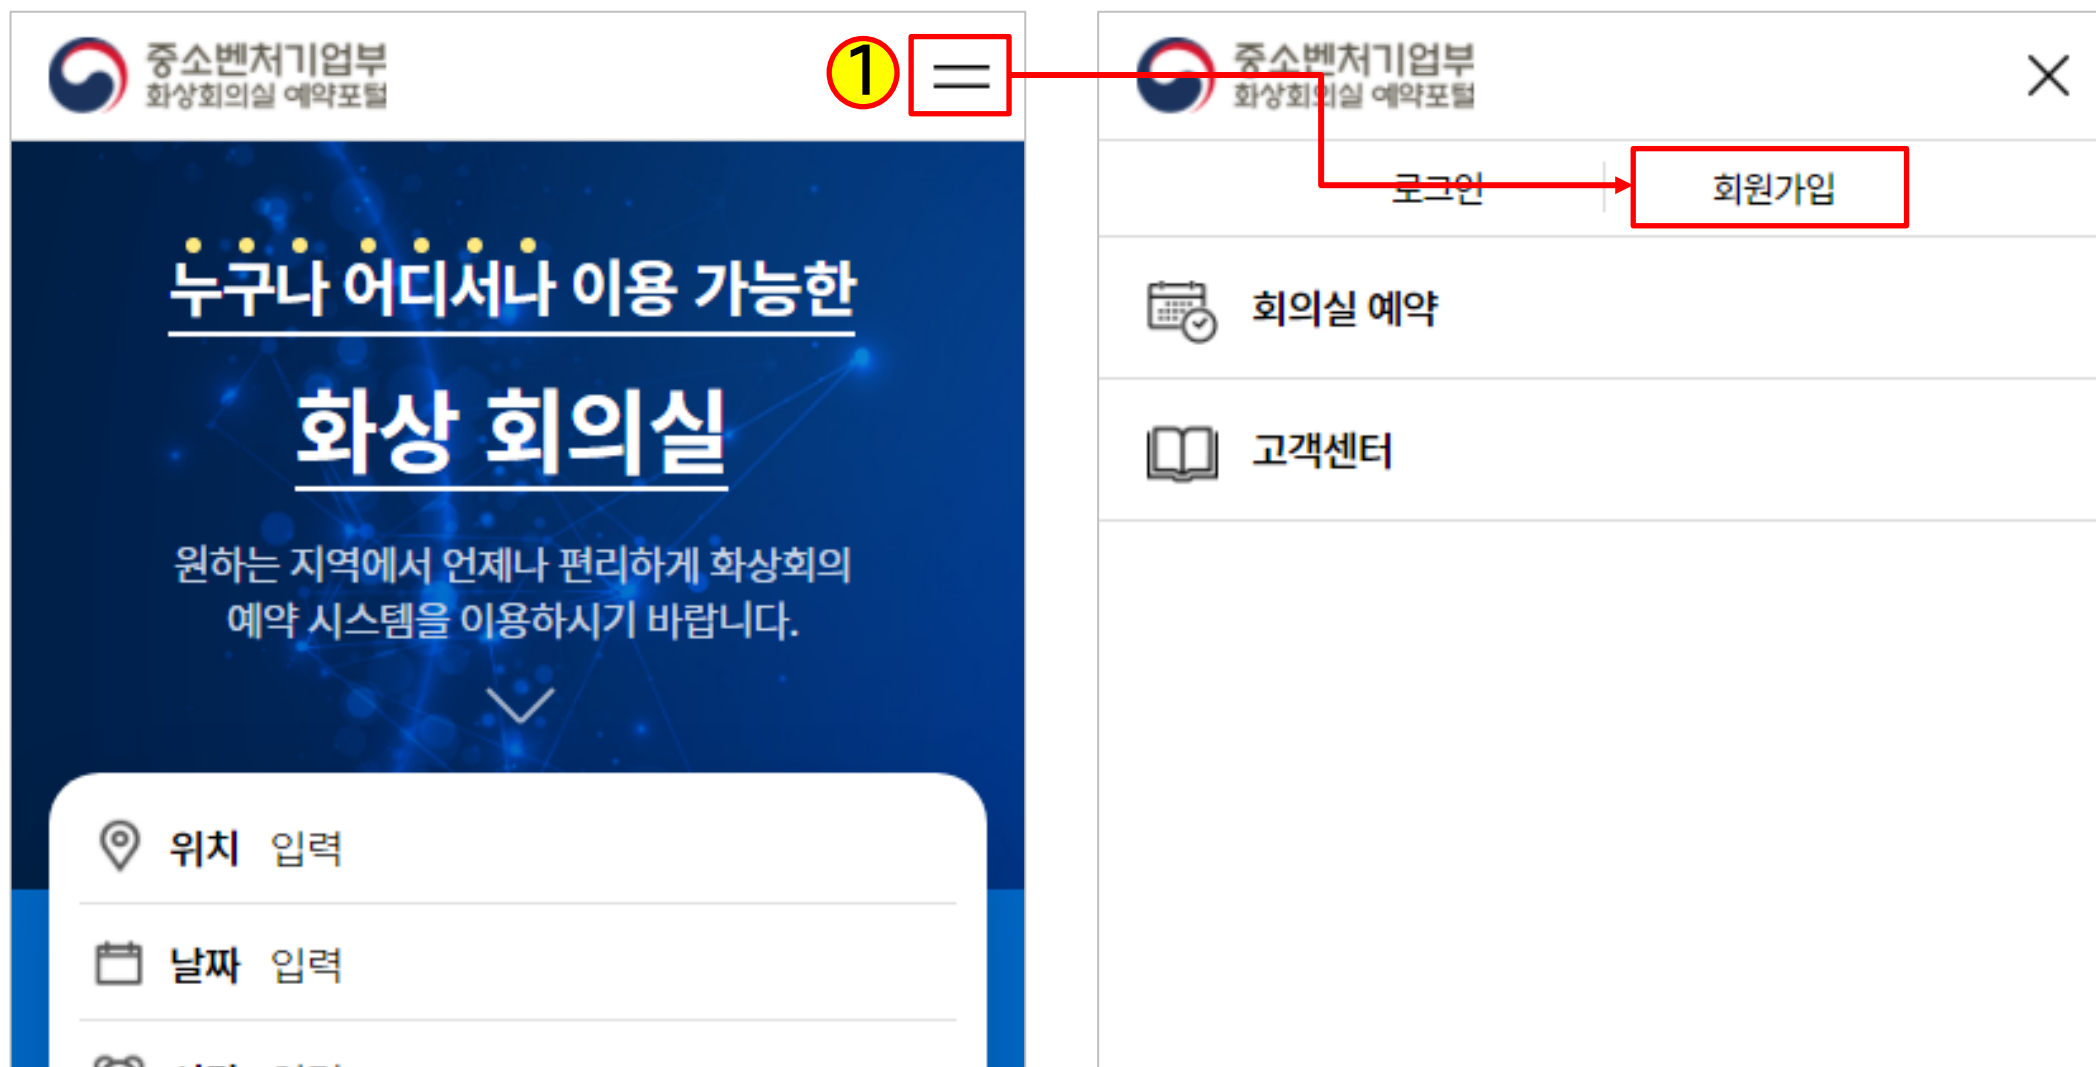 중소벤처기업부
화상회의실 예약포털
1
누구나 어디서나 이용 가능한
화상 회의실
원하는 지역에서 언제나 편리하게 화상회의
예약 시스템을 이용하시기 바랍니다.
위치 입력
날짜 입력
중소벤처기업부
화상회의실 예약포털
로그인
회원가입
회의실 예약
고객센터